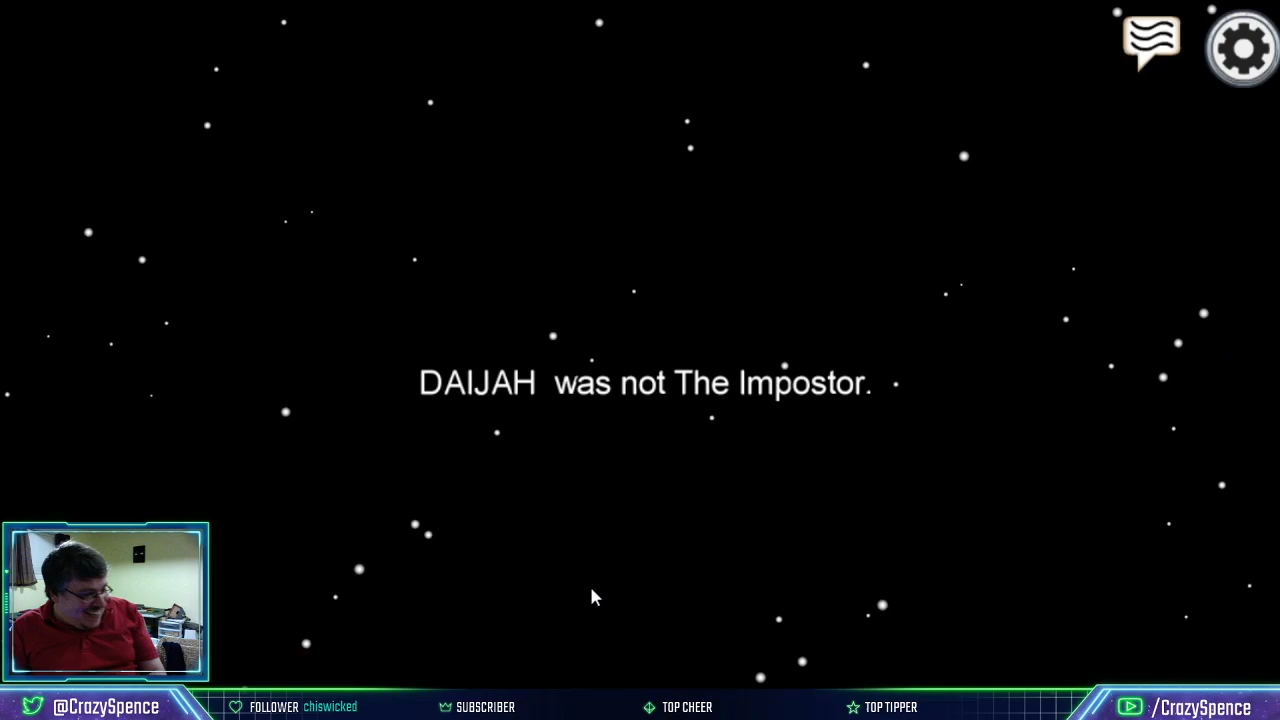 DAIJAH was not The Impostor.
@CrazySpence
FOLLOWER chiswicked
SUBSCRIBER
TOP CHEER
TOP TIPPER
/CrazySpence